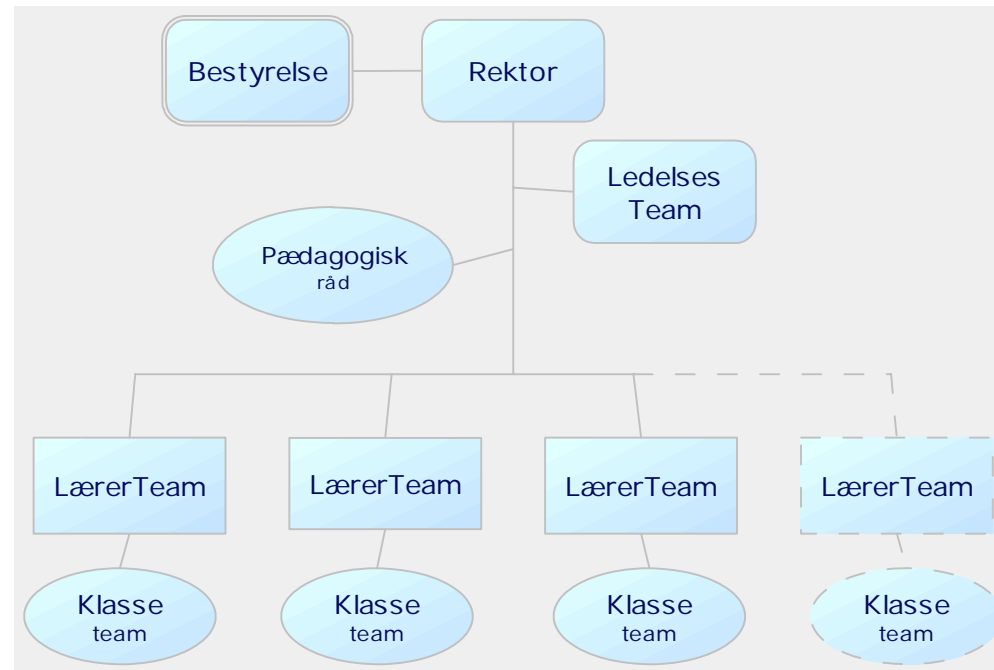 Bestyrelse
Rektor
Ledelses
Team
Pædagogisk
råd
LærerTeam
LærerTeam
LærerTeam
LærerTeam
Klasse
team
Klasse
team
Klasse
team
Klasse
team